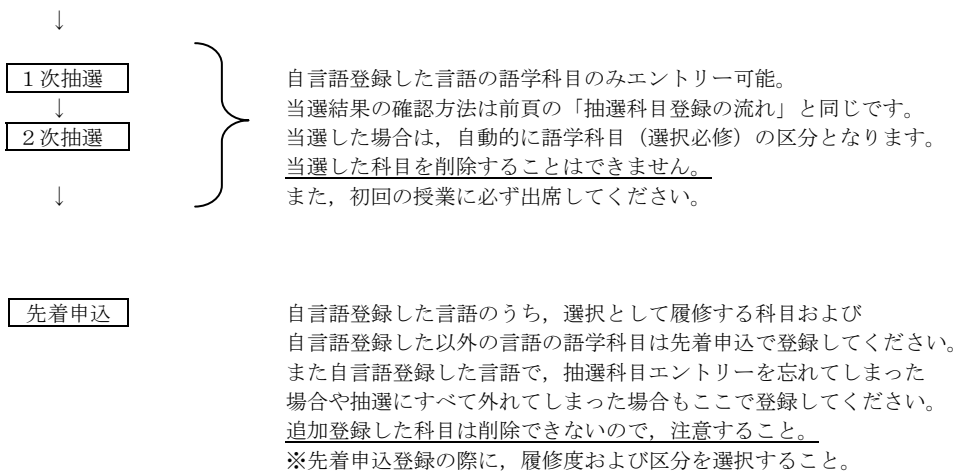 ↓
１次抽選
自言語登録した言語の語学科目のみエントリー可能。
↓
当選結果の確認方法は前頁の「抽選科目登録の流れ」と同じです。
２次抽選
当選した場合は，自動的に語学科目（選択必修）の区分となります。
当選した科目を削除することはできません。
↓
また，初回の授業に必ず出席してください。
先着申込
自言語登録した言語のうち，選択として履修する科目および
自言語登録した以外の言語の語学科目は先着申込で登録してください。
また自言語登録した言語で，抽選科目エントリーを忘れてしまった
場合や抽選にすべて外れてしまった場合もここで登録してください。
追加登録した科目は削除できないので，注意すること。
※先着申込登録の際に，履修度および区分を選択すること。